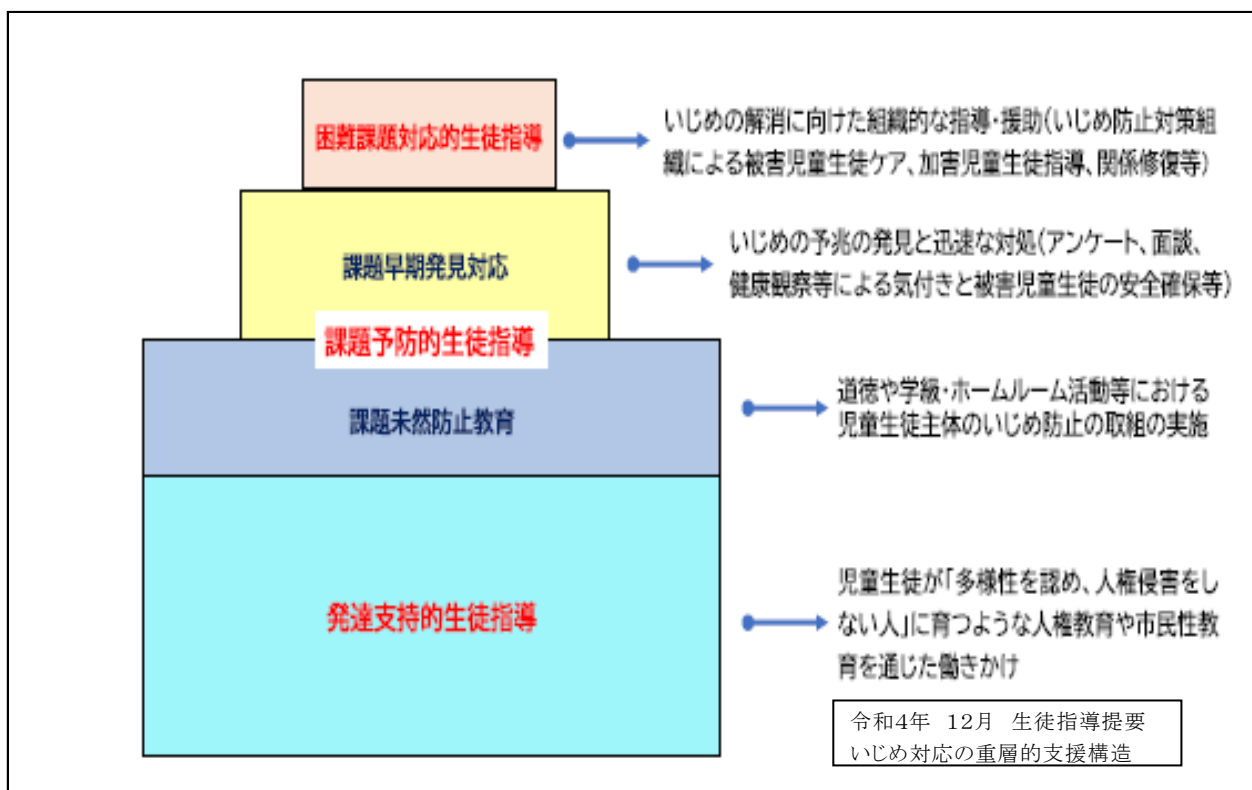 困難課題対応的生徒指導
いじめの解消に向けた組織的な指導・援助(いじめ防止対策組
織による被害児童生徒ケア、加害児童生徒指導、関係修復等)
課題早期発見対応
いじめの予兆の発見と迅速な対処(アンケート、面談、
健康観察等による気付きと被害児童生徒の安全確保等)
課題予防的生徒指導
課題未然防止教育
道徳や学級・ホームルーム活動等における
児童生徒主体のいじめ防止の取組の実施
発達支持的生徒指導
児童生徒が「多様性を認め、人権侵害をし
ない人」に育つような人権教育や市民性教
育を通じた働きかけ
令和4年 12月 生徒指導提要
いじめ対応の重層的支援構造